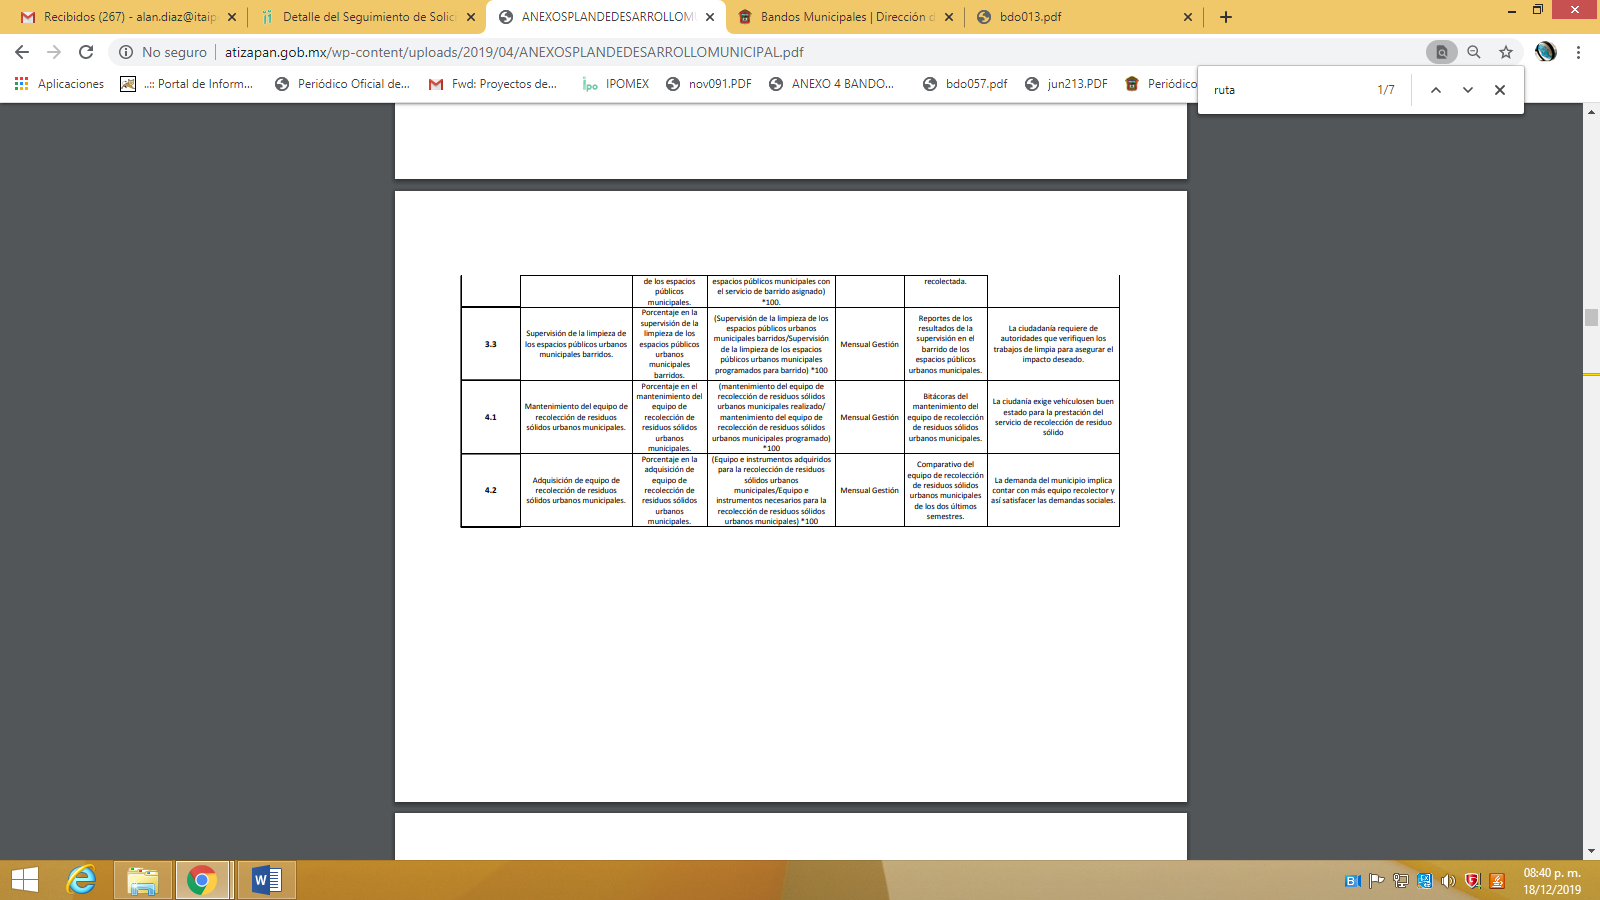 Recibidos (267) - alan.diaz@itaip
Detalle del Seguimiento de Solici
ANEXOSPLANDEDESARROLLOMU
Bandos Municipales | Dirección d
bdo013.pdf
No seguro
atizapan.gob.mx/wp-content/uploads/2019/04/ANEXOSPLANDEDESARROLLOMUNICIPAL.pdf
Aplicaciones
..:: Portal de Inform...
Periódico Oficial de...
Fwd: Proyectos de...
IPOMEX
nov091.PDF
ANEXO 4 BANDO...
bdo057.pdf
jun213.PDF
Periódico
ruta
1/7
de los espacios
públicos
municipales.
espacios públicos municipales con
el servicio de barrido asignado)
*100.
recolectada.
3.3
Supervisión de la limpieza de
los espacios públicos urbanos
municipales barridos.
Porcentaje en la
supervisión de la
limpieza de los
espacios públicos
urbanos
municipales
barridos.
(Supervisión de la limpieza de los
espacios públicos urbanos
municipales barridos/Supervisión
de la limpieza de los espacios
públicos urbanos municipales
programados para barrido) *100
Mensual Gestión
Reportes de los
resultados de la
supervisión en el
barrido de los
espacios públicos
urbanos municipales.
La ciudadanía requiere de
autoridades que verifiquen los
trabajos de limpia para asegurar el
impacto deseado.
4.1
Mantenimiento del equipo de
recolección de residuos
sólidos urbanos municipales.
Porcentaje en el
mantenimiento del
equipo de
recolección de
residuos sólidos
urbanos
municipales.
(mantenimiento del equipo de
recolección de residuos sólidos
urbanos municipales realizado/
mantenimiento del equipo de
recolección de residuos sólidos
urbanos municipales programado)
*100
Mensual Gestión
Bitácoras del
mantenimiento del
equipo de recolección
de residuos sólidos
urbanos municipales.
La ciudanía exige vehículosen buen
estado para la prestación del
servicio de recolección de residuo
sólido
4.2
Adquisición de equipo de
recolección de residuos
sólidos urbanos municipales.
Porcentaje en la
adquisición de
equipo de
recolección de
residuos sólidos
urbanos
municipales.
(Equipo e instrumentos adquiridos
para la recolección de residuos
sólidos urbanos
municipales/Equipo e
instrumentos necesarios para la
recolección de residuos sólidos
urbanos municipales) *100
Mensual Gestión
Comparativo del
equipo de recolección
de residuos sólidos
urbanos municipales
de los dos últimos
semestres.
La demanda del municipio implica
contar con más equipo recolector y
así satisfacer las demandas sociales.
08:40 p. m.
18/12/2019